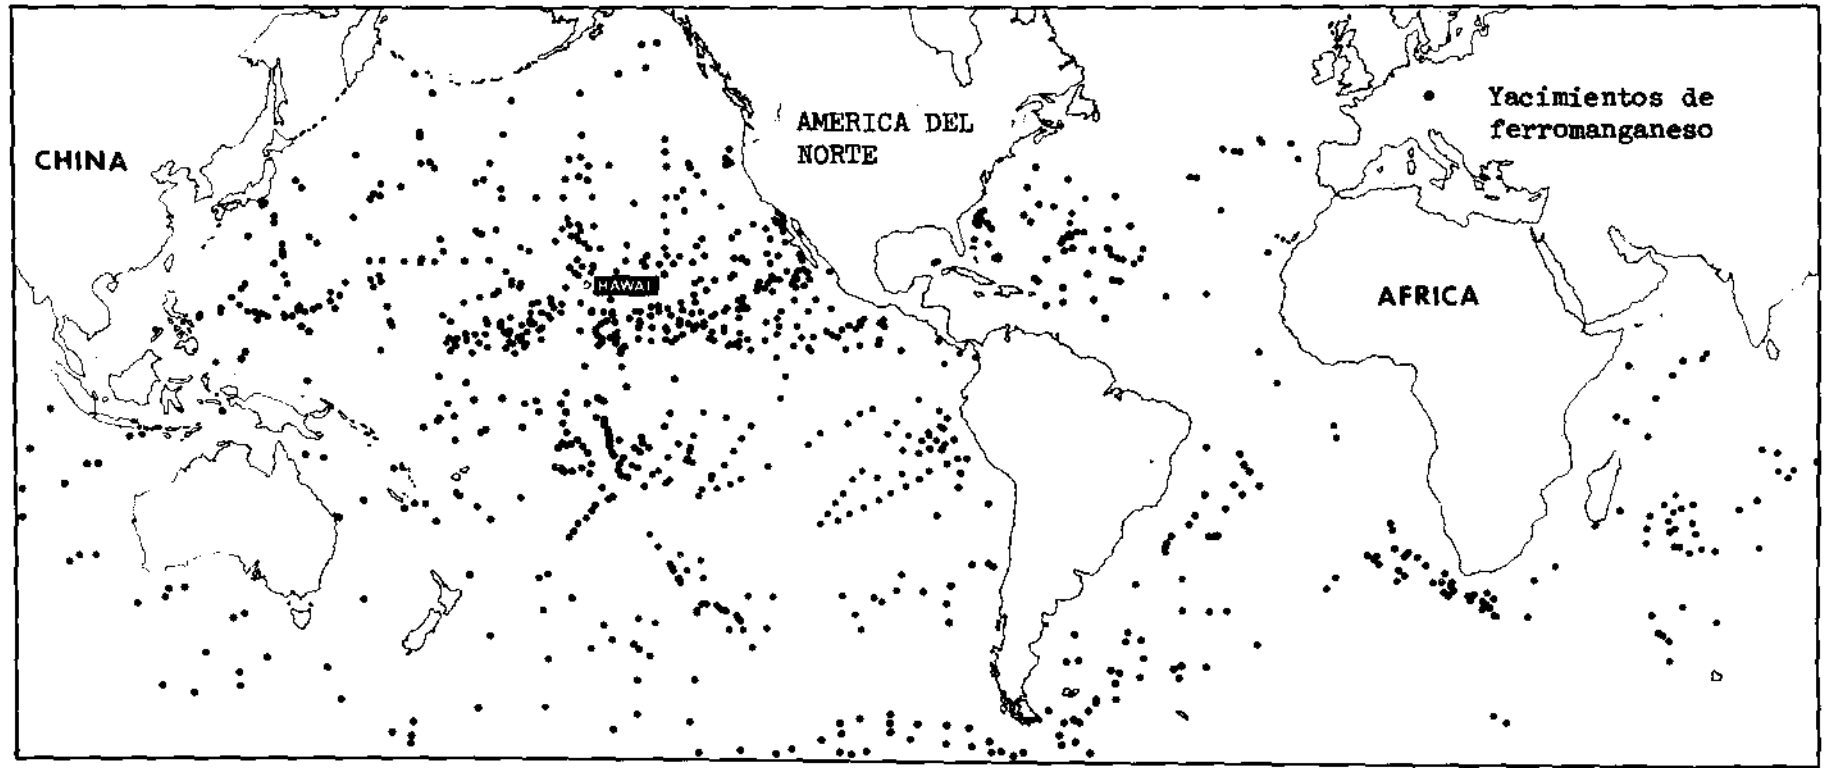 AMERICA DEL
NORTE
Yacimientos de
ferromanganeso
CHINA
HAWAI
AFRICA